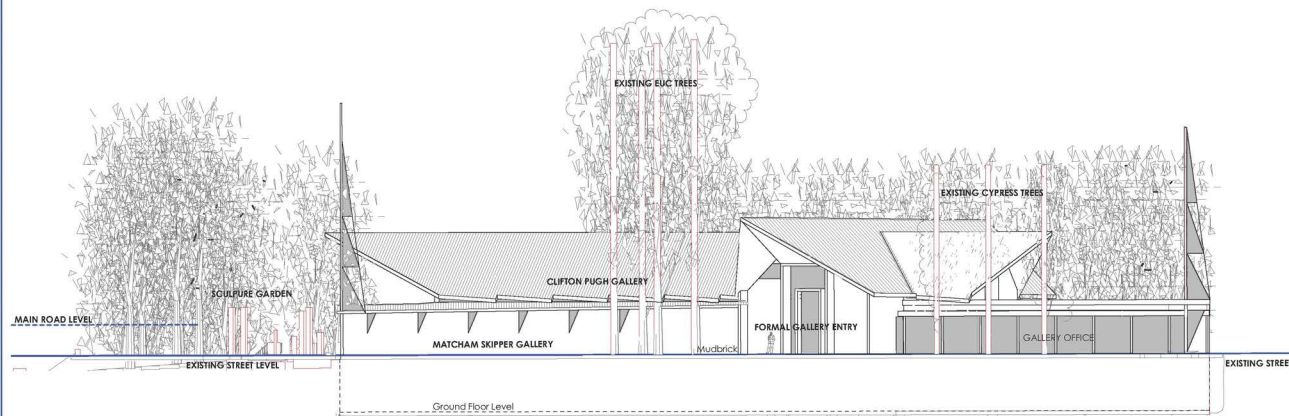 EXISTING EUC TREES
EXISTING CYPRESS TREES
CLIFTON PUGH GALLERY
SCULPURE GARDEN
MAIN ROAD LEVEL
FORMAL GALLERY ENTRY
GALLERY OFFICE
MATCHAM SKIPPER GALLERY
Mudbrick
EXISTING STREET LEVEL
EXISTING STREE
Ground Floor Level